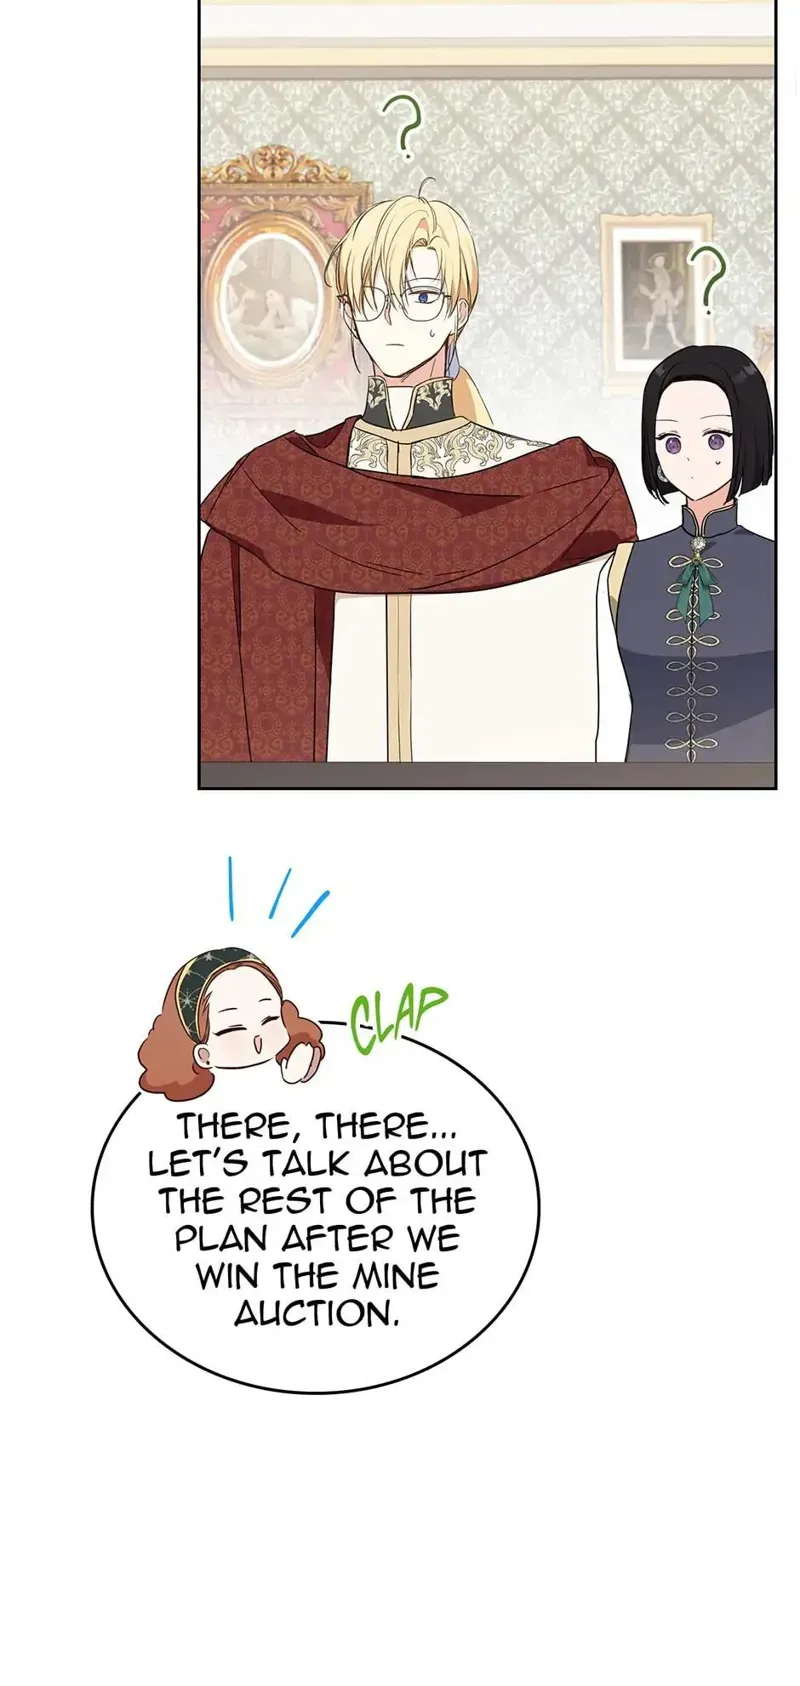 ?
?
CLAP
THERE, THERE...
LET'S TALK ABOUT
THE REST OF THE
PLAN AFTER WE
WIN THE MINE
AUCTION.